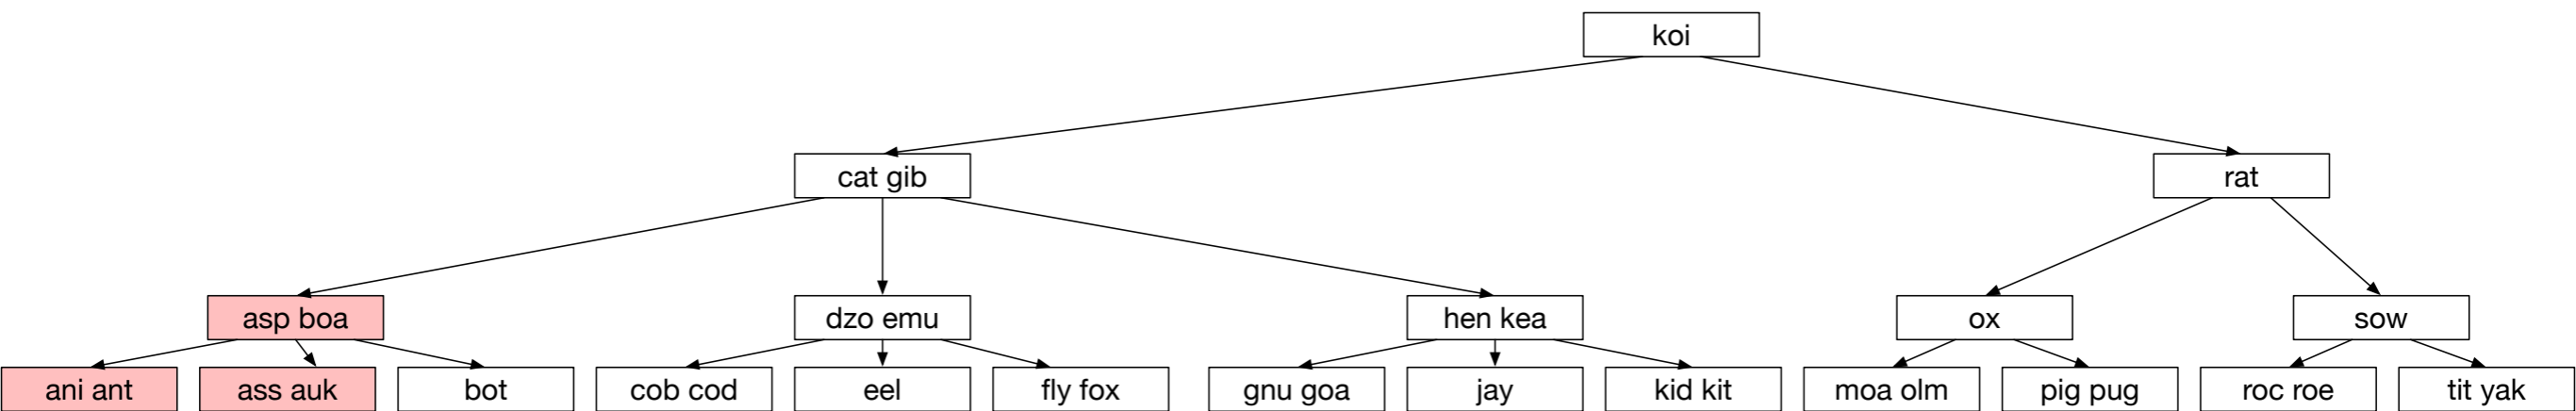 koi
cat gib
rat
asp boa
dzo emu
hen kea
ox
sow
ani ant
ass auk
bot
cob cod
eel
fly fox
gnu goa
jay
kid kit
moa olm
pig pug
roc roe
tit yak